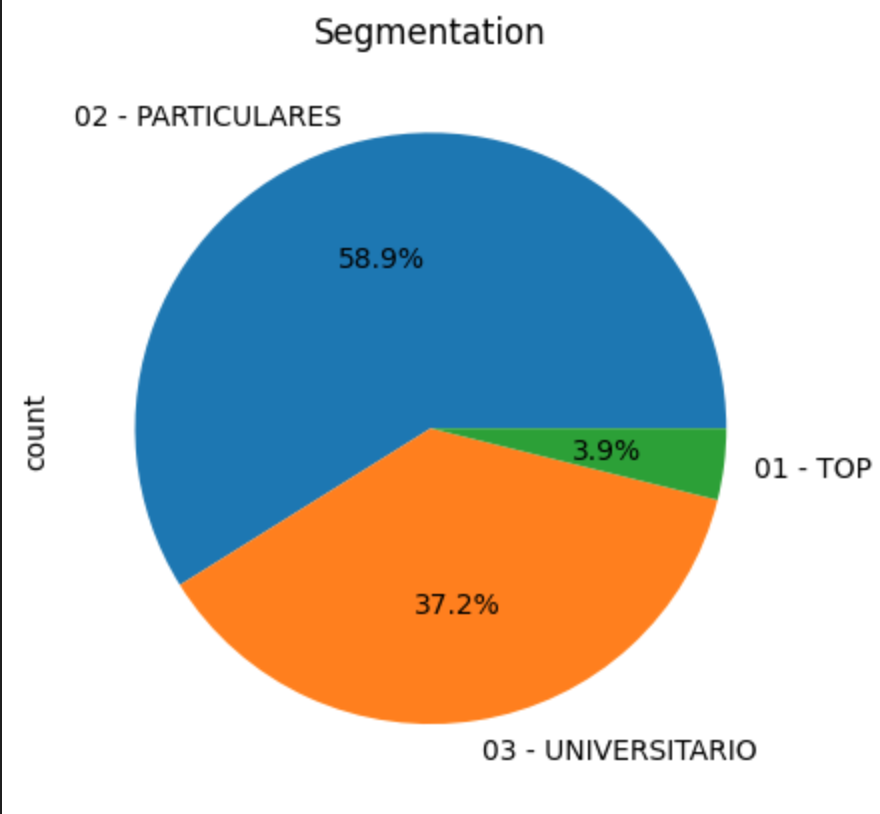 Segmentation
02 - PARTICULARES
58.9%
count
3.9%
01 - TOP
37.2%
03 - UNIVERSITARIO